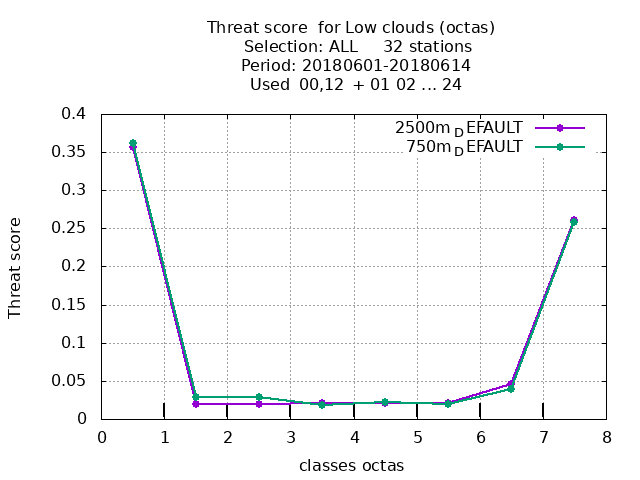 Threat score  for Low clouds (octas)
Selection: ALL     32 stations
Period: 20180601-20180614
Used  00,12  + 01 02 ... 24
2500m_DEFAULT
750m_DEFAULT
0.4
0.35
0.3
0.25
0.2
0.15
0.1
0.05
0
Threat score
0 1 2 3 4 5 6 7 8
classes octas